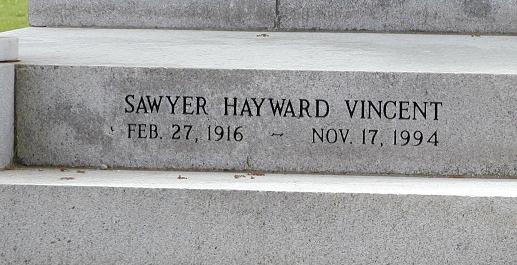 SAWYER HAYWARD VINCENT
FEB. 27, 1916 ~ NOV. 17, 1994